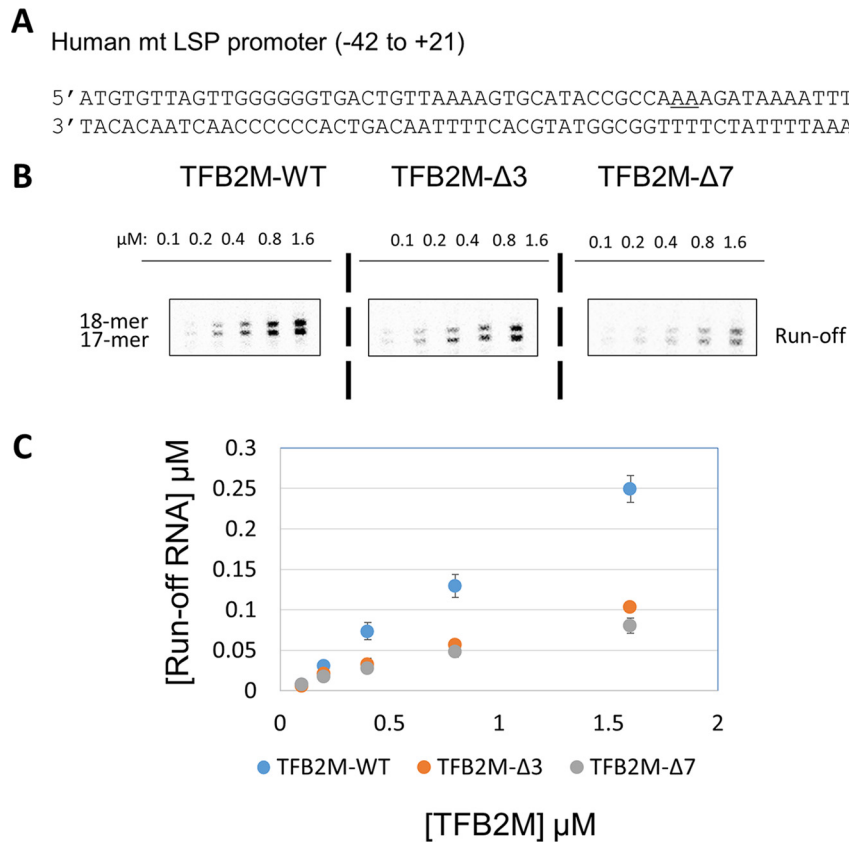 A
Human mt LSP promoter (-42 to +21)
5'ATGTGTTAGTTGGGGGGTGACTGTTAAAAGTGCATACCGCCAAAAGATAAAATTT
3'TACACAATCAACCCCCCACTGACAATTTTCACGTATGGCGGTTTTCTATTTTAAA
B
TFB2M-WT TFB2M-Δ3 TFB2M-Δ7
μM: 0.1 0.2 0.4 0.8 1.6 0.1 0.2 0.4 0.8 1.6 0.1 0.2 0.4 0.8 1.6
18-mer
17-mer
Run-off
C
[Run-off RNA] μM
0.3
0.25
0.2
0.15
0.1
0.05
0
0 0.5 1 1.5 2
TFB2M-WT TFB2M-Δ3 TFB2M-Δ7
[TFB2M] μM